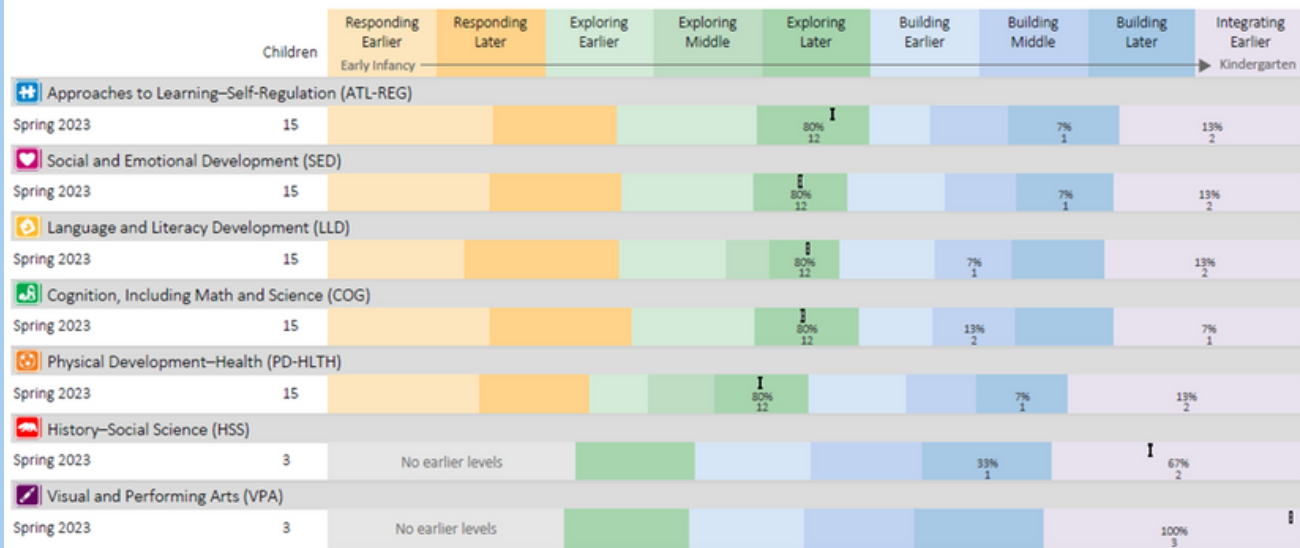 Children
Responding Earlier
Responding Later
Exploring Earlier
Exploring Middle
Exploring Later
Building Earlier
Building Middle
Building Later
Integrating Earlier
Early Infancy
Kindergarten
Approaches to Learning–Self-Regulation (ATL-REG)
Spring 2023 15 80% 7% 13%
12 1 2
Social and Emotional Development (SED)
Spring 2023 15 80% 7% 13%
12 1 2
Language and Literacy Development (LLD)
Spring 2023 15 80% 7% 13%
12 1 2
Cognition, Including Math and Science (COG)
Spring 2023 15 80% 13% 7%
12 2 1
Physical Development–Health (PD-HLTH)
Spring 2023 15 80% 7% 13%
12 1 2
History–Social Science (HSS)
Spring 2023 3 No earlier levels 33% 67%
1 2
Visual and Performing Arts (VPA)
Spring 2023 3 No earlier levels 100%
3